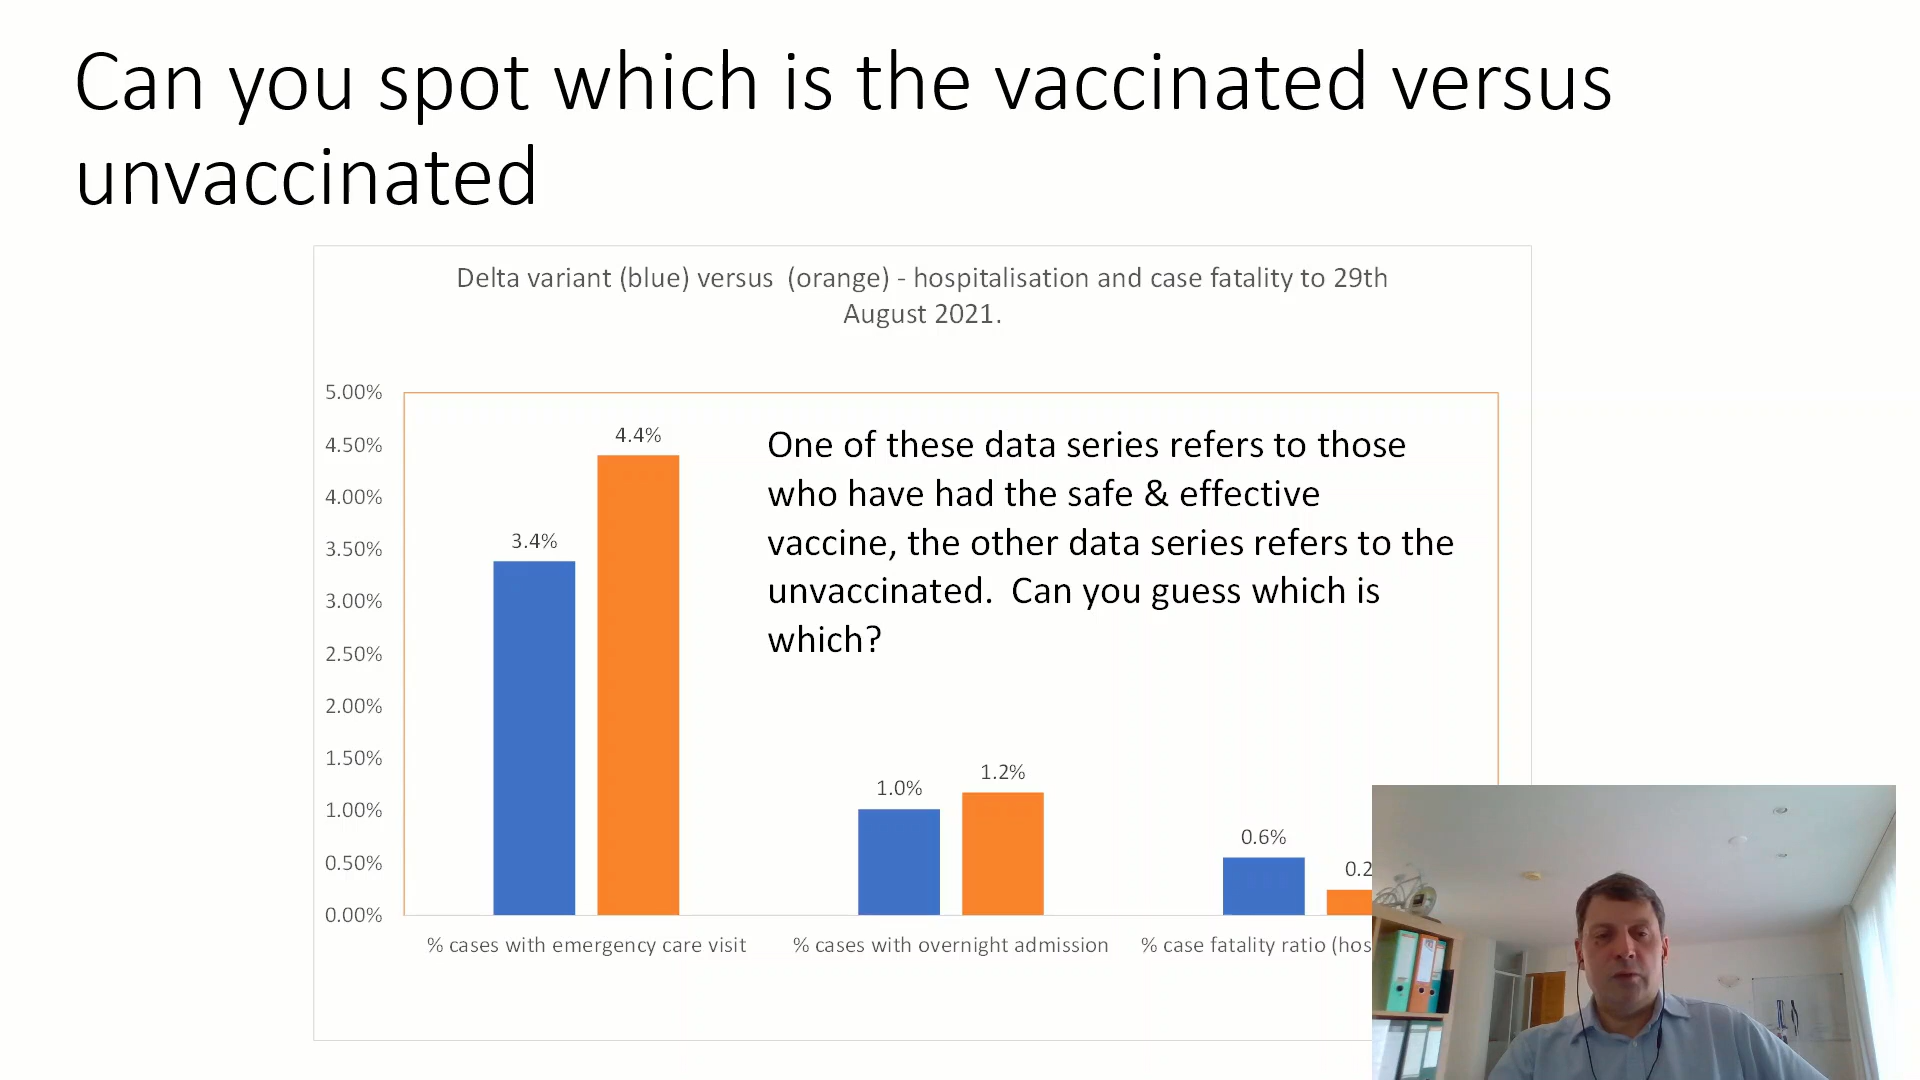 Can you spot which is the vaccinated versus
unvaccinated
Delta variant (blue) versus  (orange) - hospitalisation and case fatality to 29th
August 2021.
5.00%
4.50%
4.00%
3.50%
3.00%
2.50%
2.00%
1.50%
1.00%
0.50%
0.00%
3.4%
4.4%
One of these data series refers to those
who have had the safe & effective
vaccine, the other data series refers to the
unvaccinated.  Can you guess which is
which?
1.0%
1.2%
0.6%
0.2
% cases with emergency care visit
% cases with overnight admission
% case fatality ratio (hos